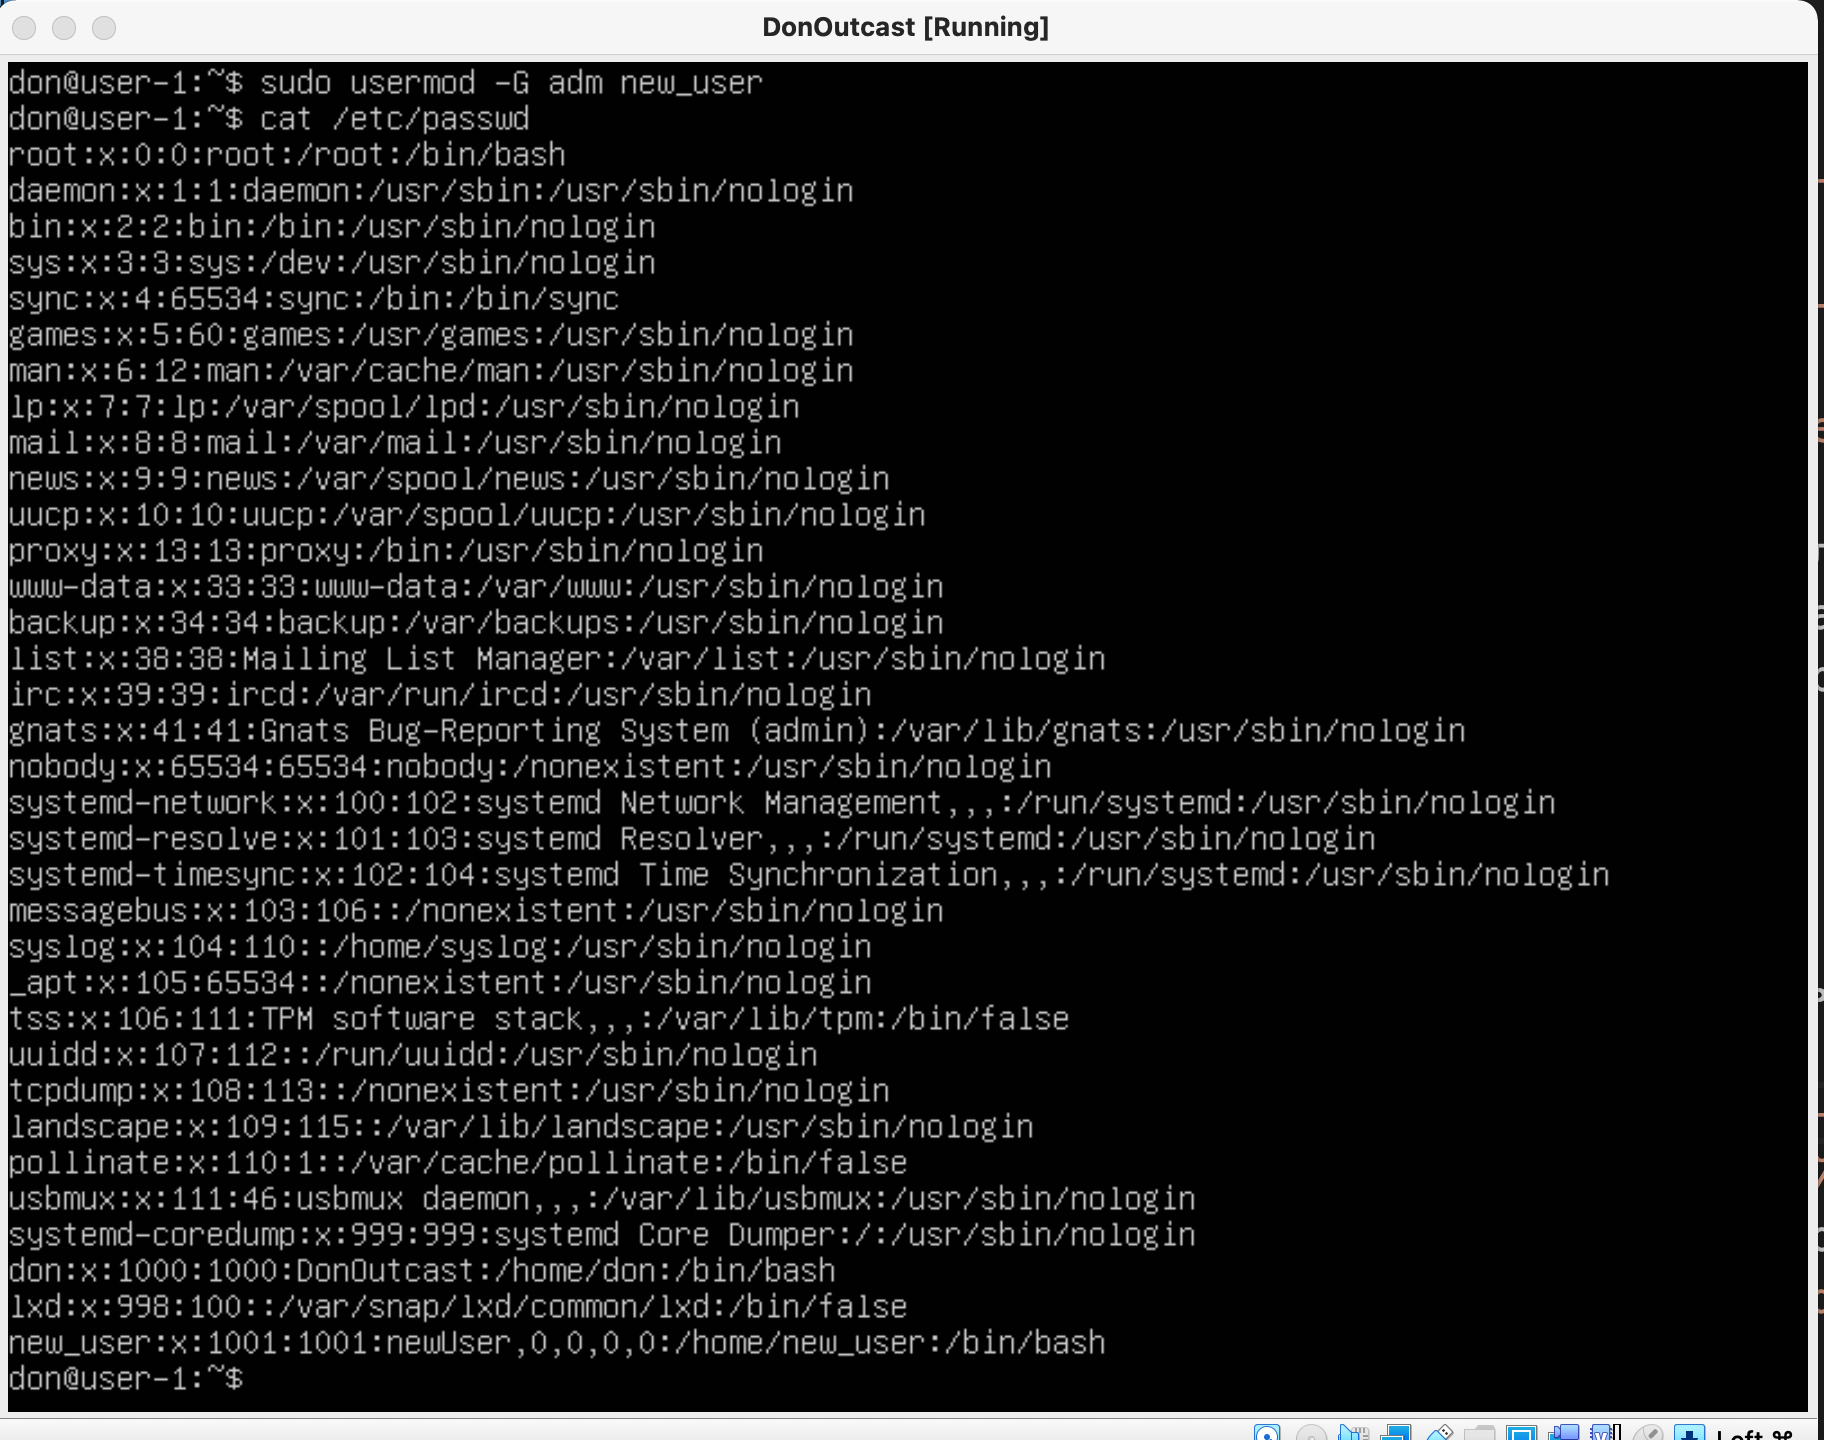 DonOutcast [Running]
don@user-1:~$ sudo usermod -G adm new_user
don@user-1:~$ cat /etc/passwd
root:x:0:0:root:/root:/bin/bash
daemon:x:1:1:daemon:/usr/sbin:/usr/sbin/nologin
bin:x:2:2:bin:/bin:/usr/sbin/nologin
sys:x:3:3:sys:/dev:/usr/sbin/nologin
sync:x:4:65534:sync:/bin:/bin/sync
games:x:5:60:games:/usr/games:/usr/sbin/nologin
man:x:6:12:man:/var/cache/man:/usr/sbin/nologin
lp:x:7:7:lp:/var/spool/lpd:/usr/sbin/nologin
mail:x:8:8:mail:/var/mail:/usr/sbin/nologin
news:x:9:9:news:/var/spool/news:/usr/sbin/nologin
uucp:x:10:10:uucp:/var/spool/uucp:/usr/sbin/nologin
proxy:x:13:13:proxy:/bin:/usr/sbin/nologin
www-data:x:33:33:www-data:/var/www:/usr/sbin/nologin
backup:x:34:34:backup:/var/backups:/usr/sbin/nologin
list:x:38:38:Mailing List Manager:/var/list:/usr/sbin/nologin
irc:x:39:39:ircd:/var/run/ircd:/usr/sbin/nologin
gnats:x:41:41:Gnats Bug-Reporting System (admin):/var/lib/gnats:/usr/sbin/nologin
nobody:x:65534:65534:nobody:/nonexistent:/usr/sbin/nologin
systemd-network:x:100:102:systemd Network Management,,,:/run/systemd:/usr/sbin/nologin
systemd-resolve:x:101:103:systemd Resolver,,,:/run/systemd:/usr/sbin/nologin
systemd-timesync:x:102:104:systemd Time Synchronization,,,:/run/systemd:/usr/sbin/nologin
messagebus:x:103:106::/nonexistent:/usr/sbin/nologin
syslog:x:104:110::/home/syslog:/usr/sbin/nologin
_apt:x:105:65534::/nonexistent:/usr/sbin/nologin
tss:x:106:111:TPM software stack,,,:/var/lib/tpm:/bin/false
uuidd:x:107:112::/run/uuidd:/usr/sbin/nologin
tcpdump:x:108:113::/nonexistent:/usr/sbin/nologin
landscape:x:109:115::/var/lib/landscape:/usr/sbin/nologin
pollinate:x:110:1::/var/cache/pollinate:/bin/false
usbmux:x:111:46:usbmux daemon,,,:/var/lib/usbmux:/usr/sbin/nologin
systemd-coredump:x:999:999:systemd Core Dumper:/:/usr/sbin/nologin
don:x:1000:1000:DonOutcast:/home/don:/bin/bash
lxd:x:998:100::/var/snap/lxd/common/lxd:/bin/false
new_user:x:1001:1001:newUser,0,0,0,0:/home/new_user:/bin/bash
don@user-1:~$
Left ⌘